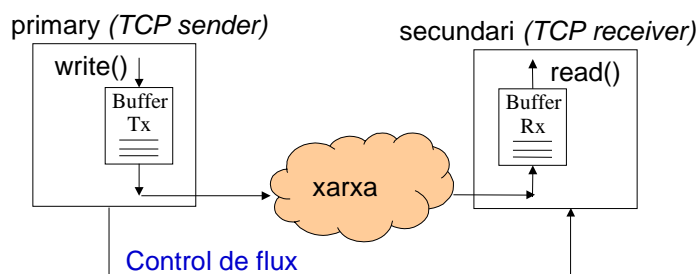 primary (TCP sender)
secundari (TCP receiver)
write()
read()
Buffer
Tx
Buffer
Rx
xarxa
Control de flux